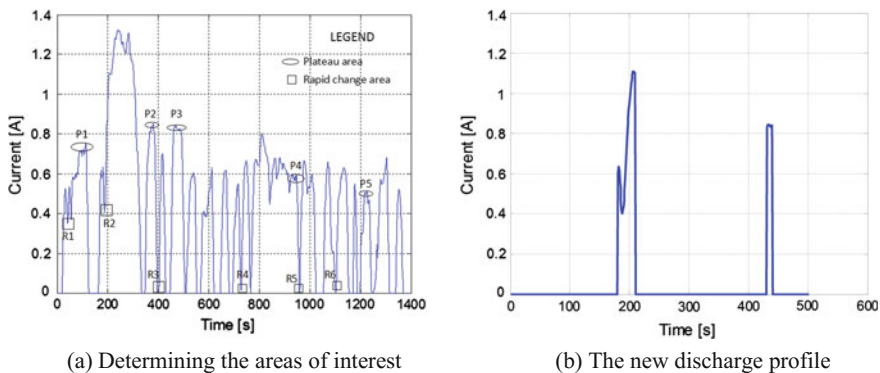 1.4
1.2
1
0.8
0.6
0.4
0.2
0
Current [A]
0 200 400 600 800 1000 1200 1400
Time [s]
LEGEND
Plateau area
Rapid change area
P1
P2
P3
P4
P5
R1
R2
R3
R4
R5
R6
(a) Determining the areas of interest
1.4
1.2
1
0.8
0.6
0.4
0.2
0
Current [A]
0 100 200 300 400 500 600
Time [s]
(b) The new discharge profile